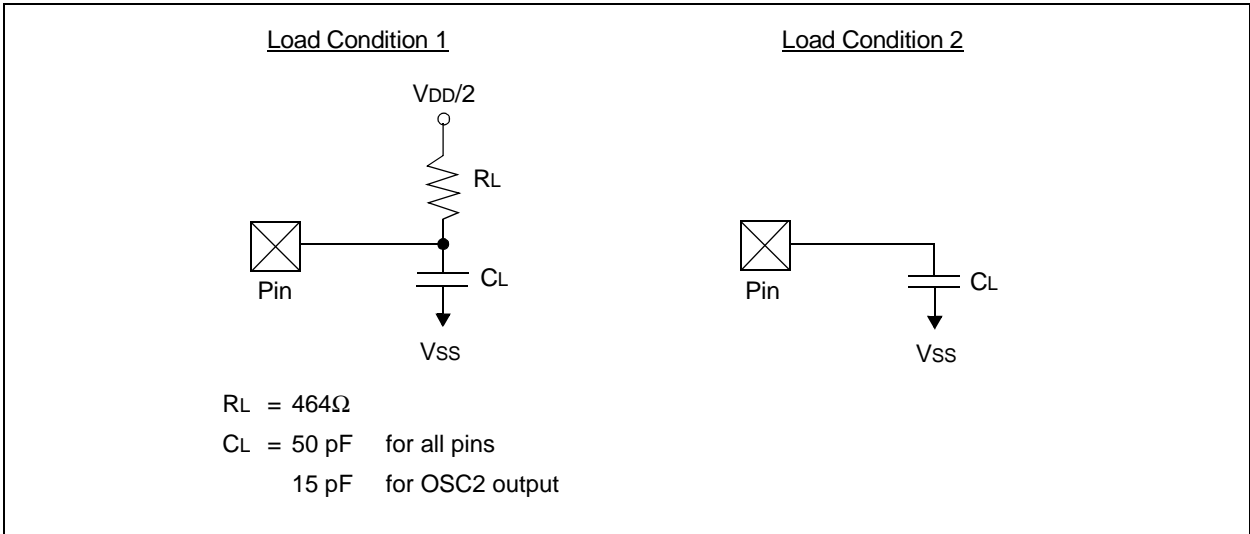 Load Condition 1
VDD/2
RL
Pin
CL
VSS
Load Condition 2
Pin
CL
VSS
RL = 464Ω
CL = 50 pF for all pins
15 pF for OSC2 output